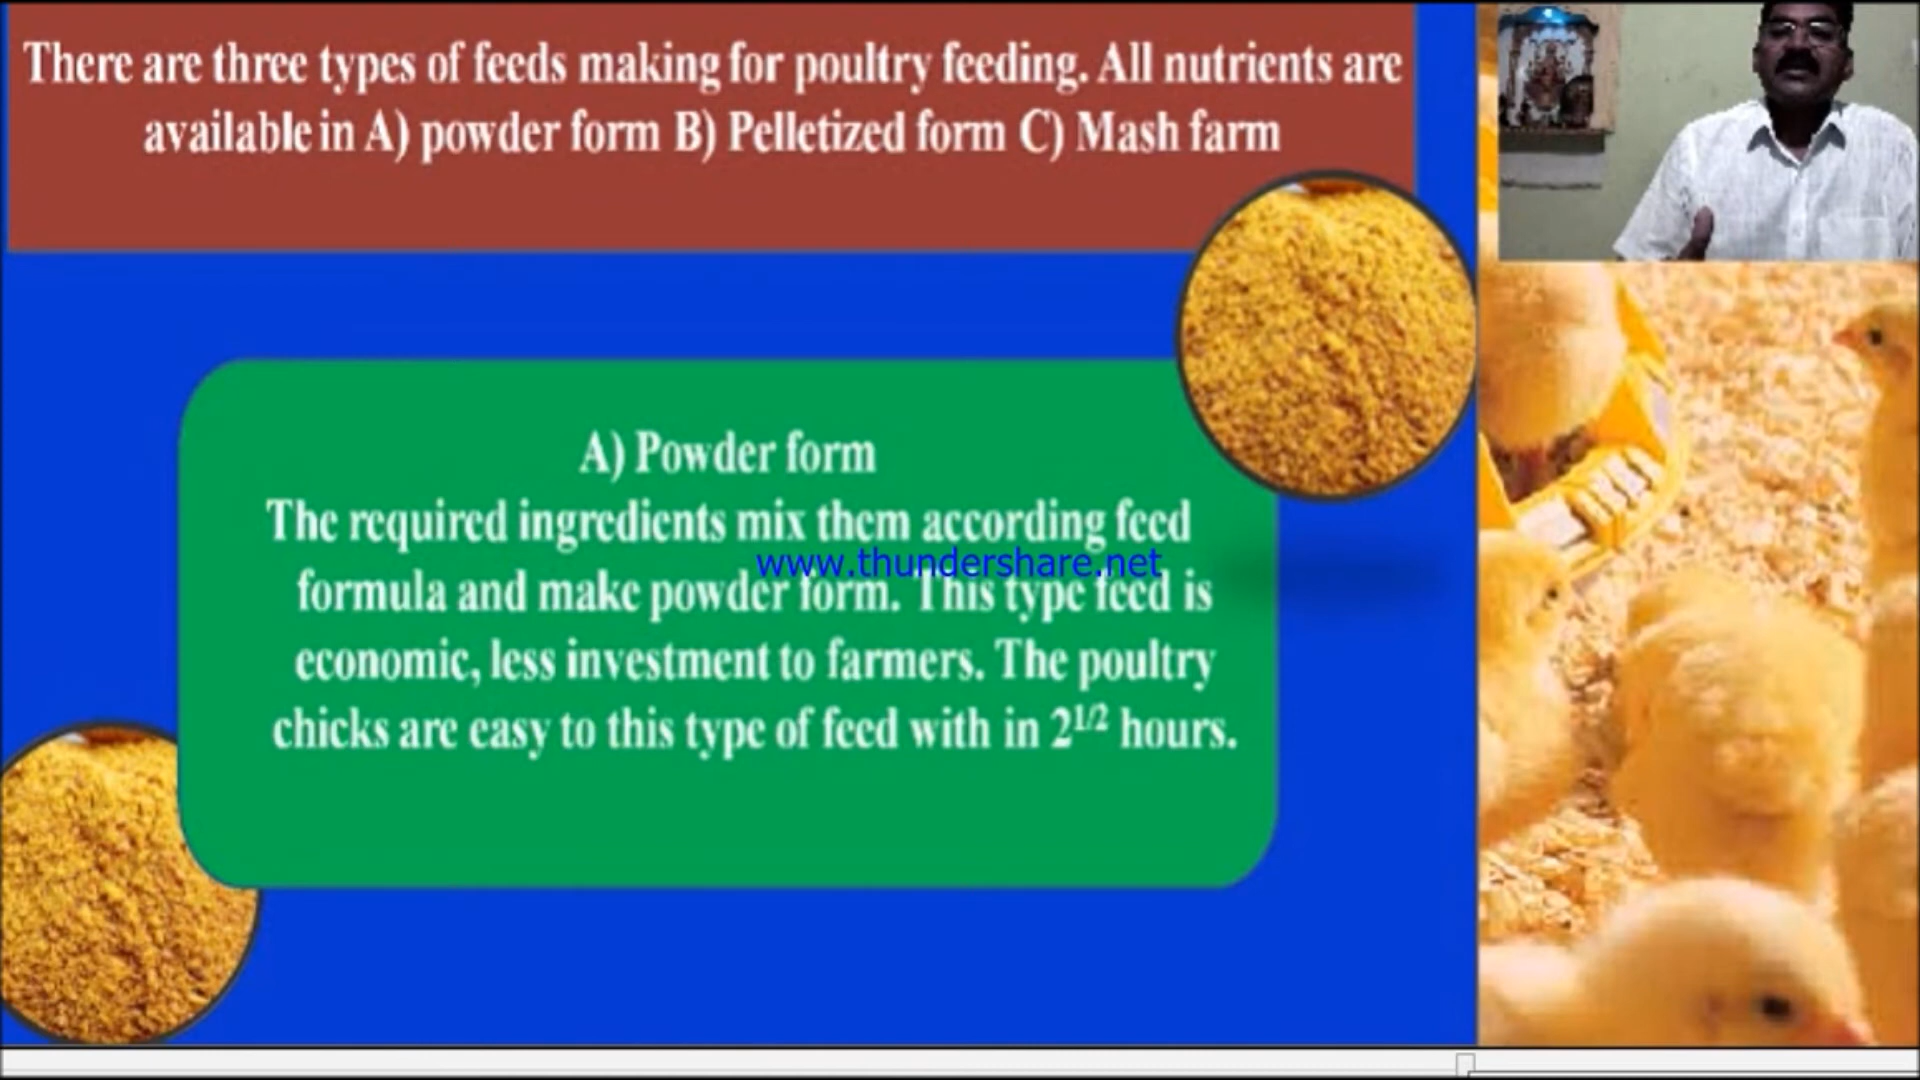 There are three types of feeds making for poultry feeding. All nutrients are
available in A) powder form B) Pelletized form C) Mash farm
A) Powder form
The required ingredients mix them according feed
www.thundershare.net
formula and make powder form. This type feed is
economic, less investment to farmers. The poultry
chicks are easy to this type of feed with in 2^1/2 hours.